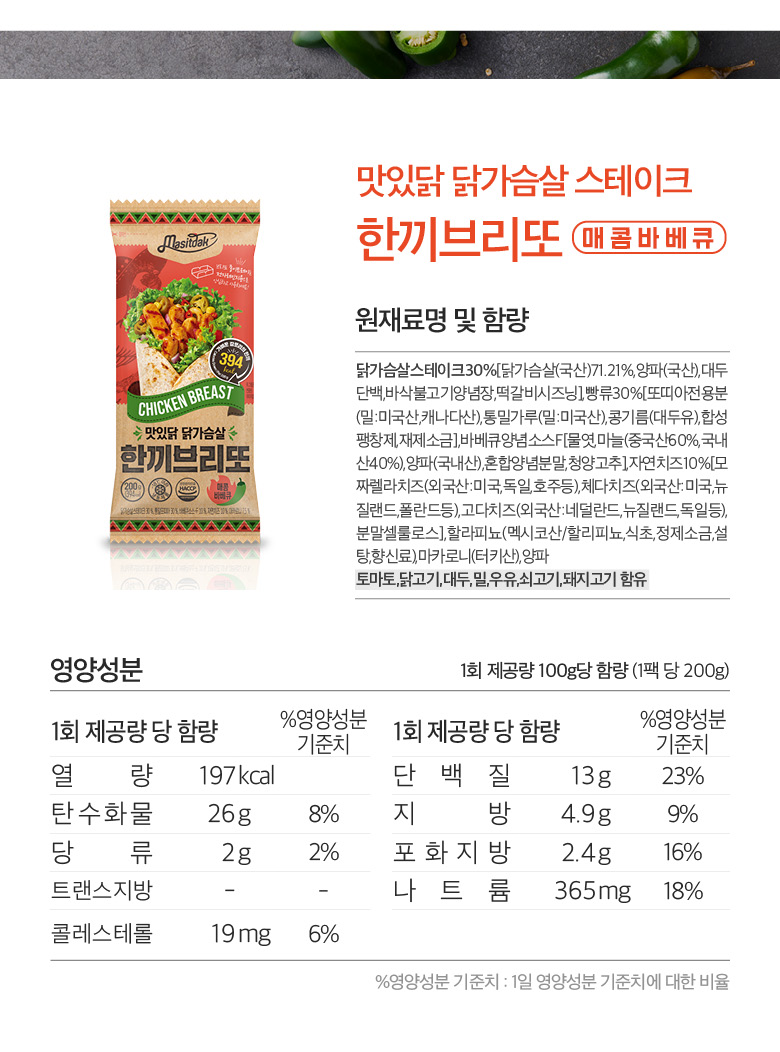 맛있닭 닭가슴살 스테이크
한끼브리또 매콤바베큐
Masitdak
394
kcal
CHICKEN BREAST
맛있닭 닭가슴살
한끼브리또
200g
HACCP
매콤
바베큐
원재료명 및 함량
닭가슴살스테이크30%[닭가슴살(국산)71.21%,양파(국산),대두
단백,바삭불고기양념장,떡갈비시즈닝],빵류30%[또띠아전용분
(밀:미국산,캐나다산),통밀가루(밀:미국산),콩기름(대두유),합성
팽창제,재제소금],바베큐양념소스F[물엿,마늘(중국산60%,국내
산40%),양파(국내산),혼합양념분말,청양고추],자연치즈10%[모
짜렐라치즈(외국산:미국,독일,호주등),체다치즈(외국산:미국,뉴
질랜드,폴란드등),고다치즈(외국산:네덜란드,뉴질랜드,독일등),
분말셀룰로스],할라피뇨(멕시코산/할리피뇨,식초,정제소금,설
탕,향신료),마카로니(터키산),양파
토마토,닭고기,대두,밀,우유,쇠고기,돼지고기 함유
영양성분
1회 제공량 100g당 함량 (1팩 당 200g)
1회 제공량 당 함량 %영양성분 기준치
열량 197kcal
탄수화물 26g 8%
당류 2g 2%
트랜스지방 - -
콜레스테롤 19mg 6%
1회 제공량 당 함량 %영양성분 기준치
단백질 13g 23%
지방 4.9g 9%
포화지방 2.4g 16%
나트륨 365mg 18%
%영양성분 기준치 : 1일 영양성분 기준치에 대한 비율